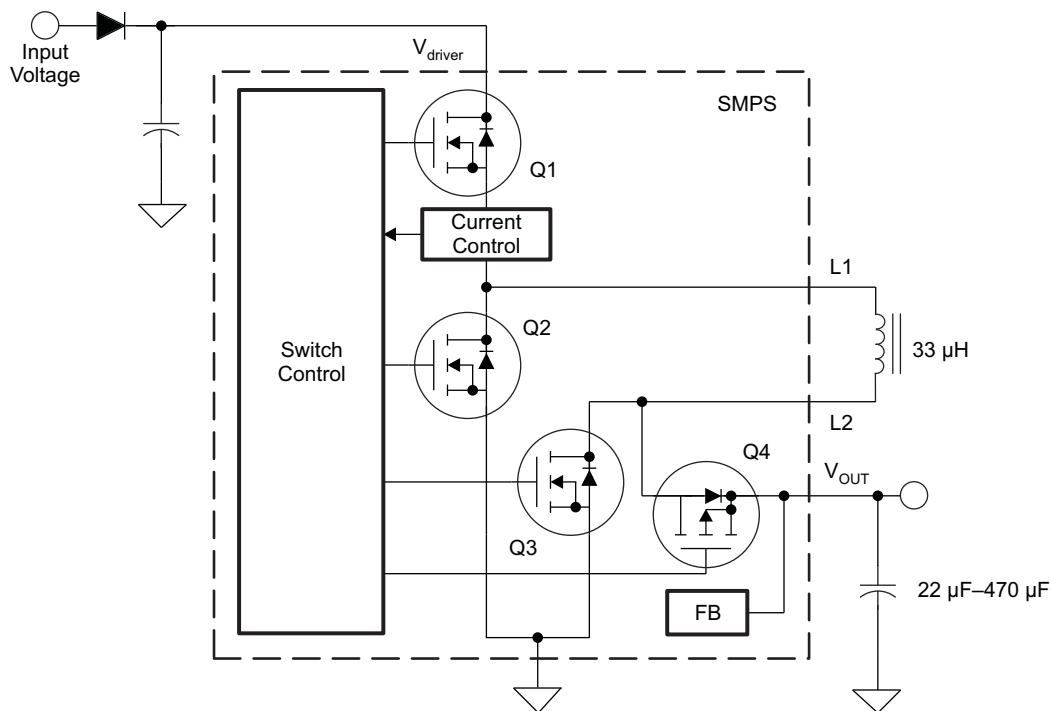 Input
Voltage
V_driver
SMPS
Q1
Current
Control
L1
Q2
Switch
Control
33 µH
L2
Q4
V_OUT
Q3
FB
22 µF–470 µF